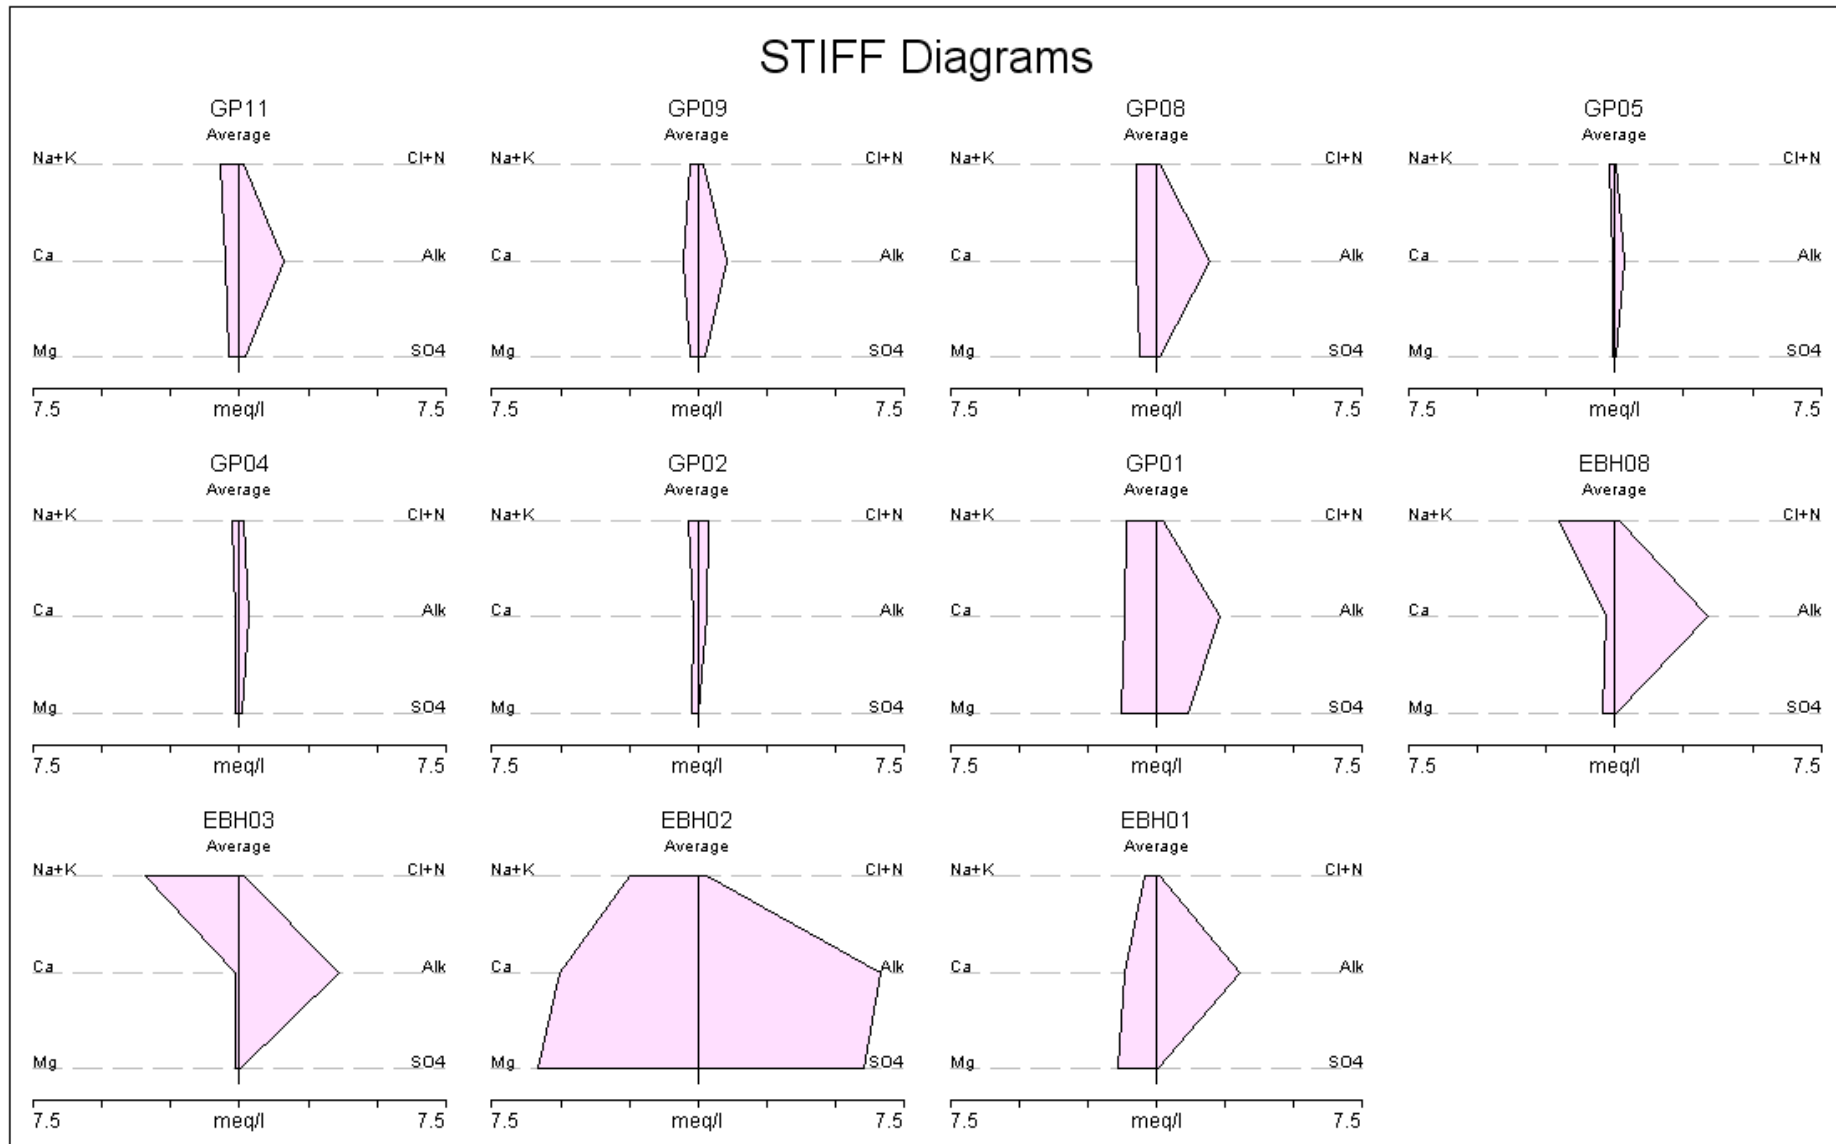 STIFF Diagrams
GP11
Average
Na+K Cl+N
Ca Alk
Mg SO4
7.5 meq/l 7.5
GP09
Average
Na+K Cl+N
Ca Alk
Mg SO4
7.5 meq/l 7.5
GP08
Average
Na+K Cl+N
Ca Alk
Mg SO4
7.5 meq/l 7.5
GP05
Average
Na+K Cl+N
Ca Alk
Mg SO4
7.5 meq/l 7.5
GP04
Average
Na+K Cl+N
Ca Alk
Mg SO4
7.5 meq/l 7.5
GP02
Average
Na+K Cl+N
Ca Alk
Mg SO4
7.5 meq/l 7.5
GP01
Average
Na+K Cl+N
Ca Alk
Mg SO4
7.5 meq/l 7.5
EBH08
Average
Na+K Cl+N
Ca Alk
Mg SO4
7.5 meq/l 7.5
EBH03
Average
Na+K Cl+N
Ca Alk
Mg SO4
7.5 meq/l 7.5
EBH02
Average
Na+K Cl+N
Ca Alk
Mg SO4
7.5 meq/l 7.5
EBH01
Average
Na+K Cl+N
Ca Alk
Mg SO4
7.5 meq/l 7.5